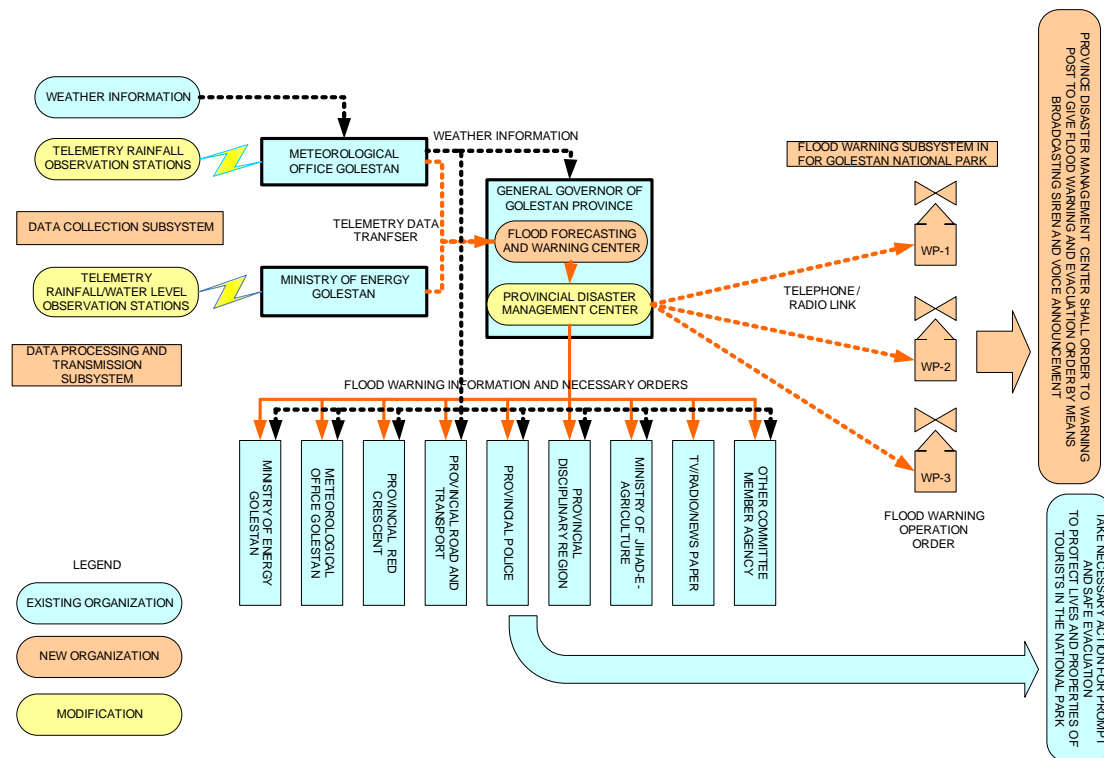 WEATHER INFORMATION
TELEMETRY RAINFALL
OBSERVATION STATIONS
DATA COLLECTION SUBSYSTEM
TELEMETRY
RAINFALL/WATER LEVEL
OBSERVATION STATIONS
DATA PROCESSING AND
TRANSMISSION
SUBSYSTEM
METEOROLOGICAL
OFFICE GOLESTAN
WEATHER INFORMATION
TELEMETRY DATA
TRANFSER
MINISTRY OF ENERGY
GOLESTAN
GENERAL GOVERNOR OF
GOLESTAN PROVINCE
FLOOD FORECASTING
AND WARNING CENTER
PROVINCIAL DISASTER
MANAGEMENT CENTER
TELEPHONE /
RADIO LINK
FLOOD WARNING SUBSYSTEM IN
FOR GOLESTAN NATIONAL PARK
WP-1
WP-2
WP-3
FLOOD WARNING
OPERATION
ORDER
PROVINCE DISASTER MANAGEMENT CENTER SHALL ORDER TO WARNING
POST TO GIVE FLOOD WARNING AND EVACUATION ORDER BY MEANS
BROADCASTING SIREN AND VOICE ANNOUNCEMENT
FLOOD WARNING INFORMATION AND NECESSARY ORDERS
MINISTRY OF ENERGY
GOLESTAN
METEOROLOGICAL
OFFICE GOLESTAN
PROVINCIAL RED
CRESCENT
PROVINCIAL ROAD AND
TRANSPORT
PROVINCIAL POLICE
PROVINCIAL
DISCIPLINARY REGION
MINISTRY OF JIHAD-E-
AGRICULTURE
TV/RADIO/NEWS PAPER
OTHER COMMITTEE
MEMBER AGENCY
TAKE NECESSARY ACTION FOR PROMPT
AND SAFE EVACUATION
TO PROTECT LIVES AND PROPERTIES OF
TOURISTS IN THE NATIONAL PARK
LEGEND
EXISTING ORGANIZATION
NEW ORGANIZATION
MODIFICATION